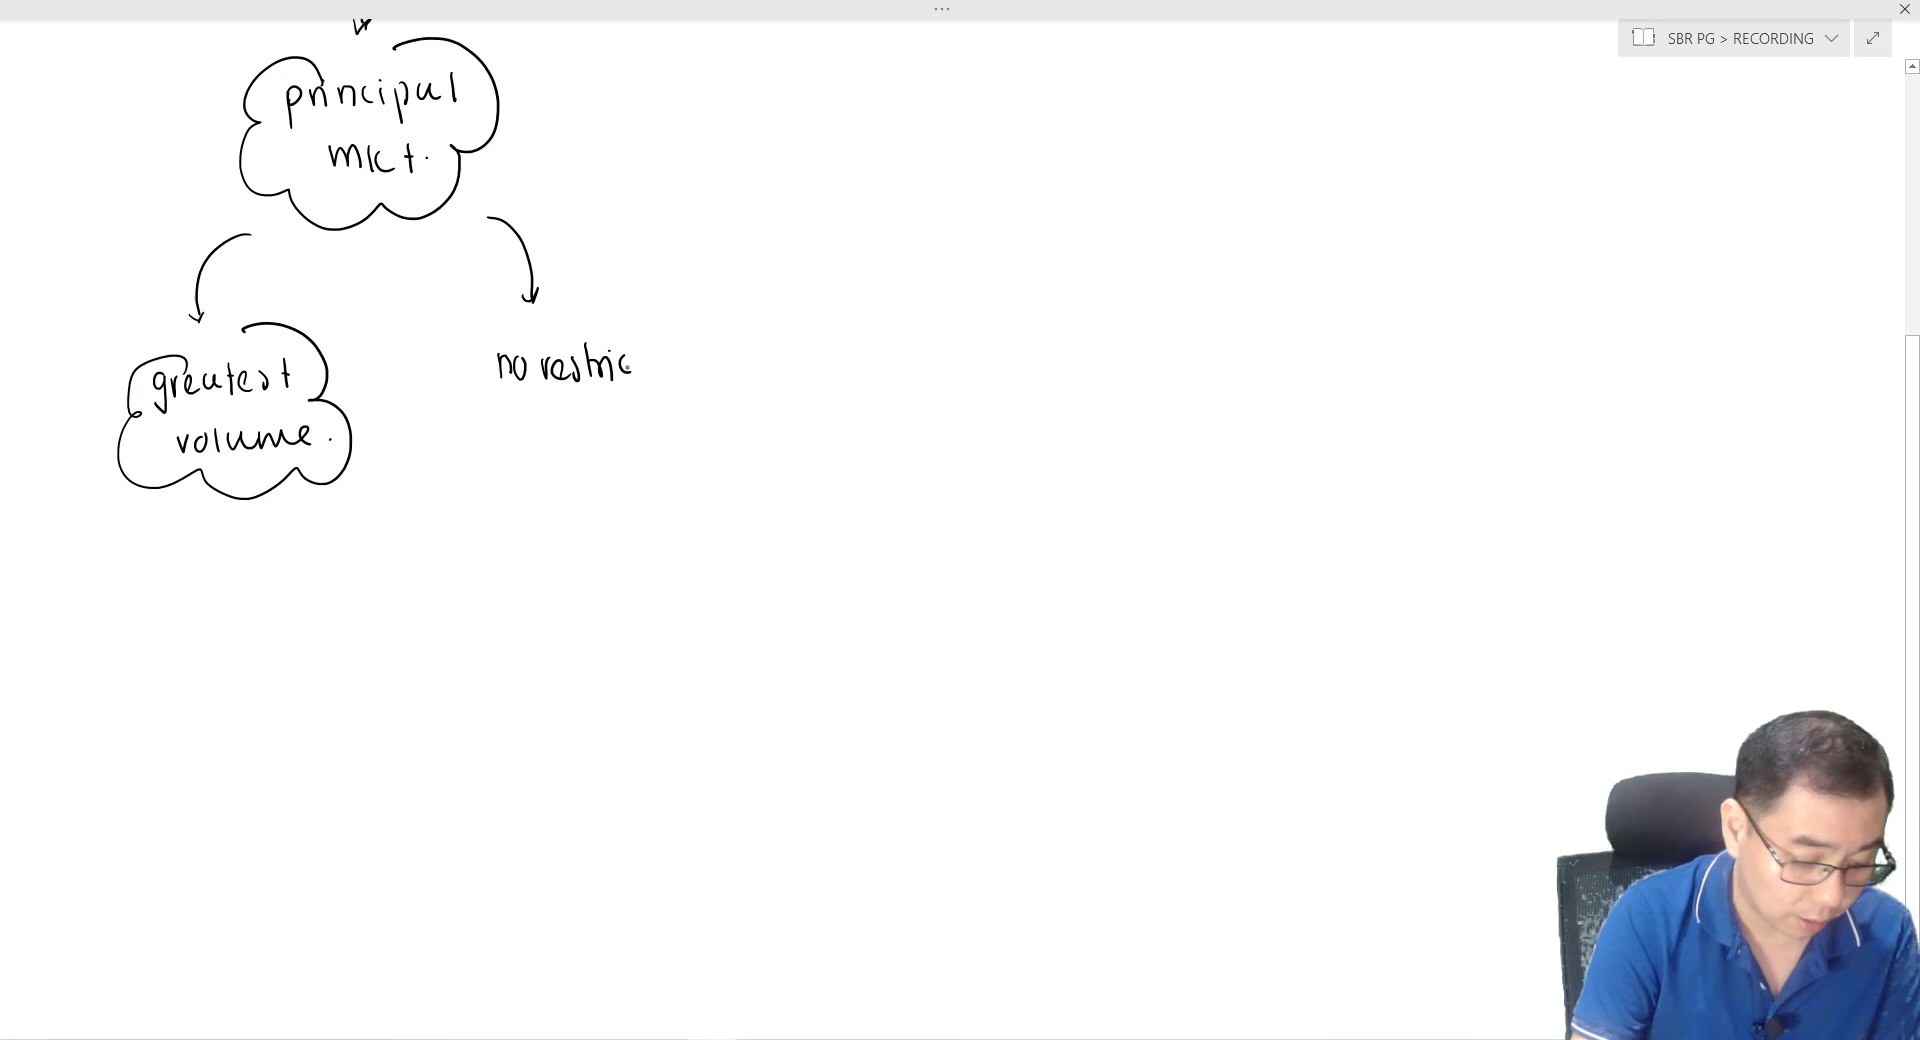 SBR PG > RECORDING
principal
mkt.
greatest
volume.
no restric